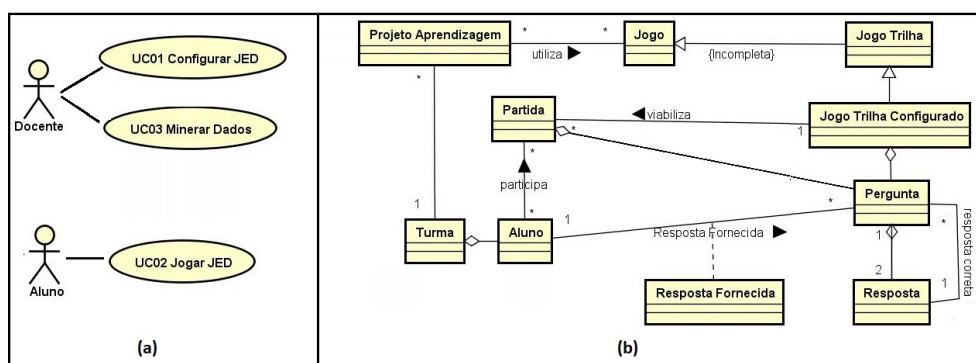 UC01 Configurar JED
Docente
UC03 Minerar Dados
Aluno
UC02 Jogar JED
(a)
Projeto Aprendizagem
*
utiliza
*
Jogo
{Incompleta}
Jogo Trilha
*
Partida
*
viabiliza
1
Jogo Trilha Configurado
*
participa
*
Pergunta
1
Turma
Aluno
1
Resposta Fornecida
*
*
1
resposta correta
Resposta Fornecida
2
Resposta
1
(b)